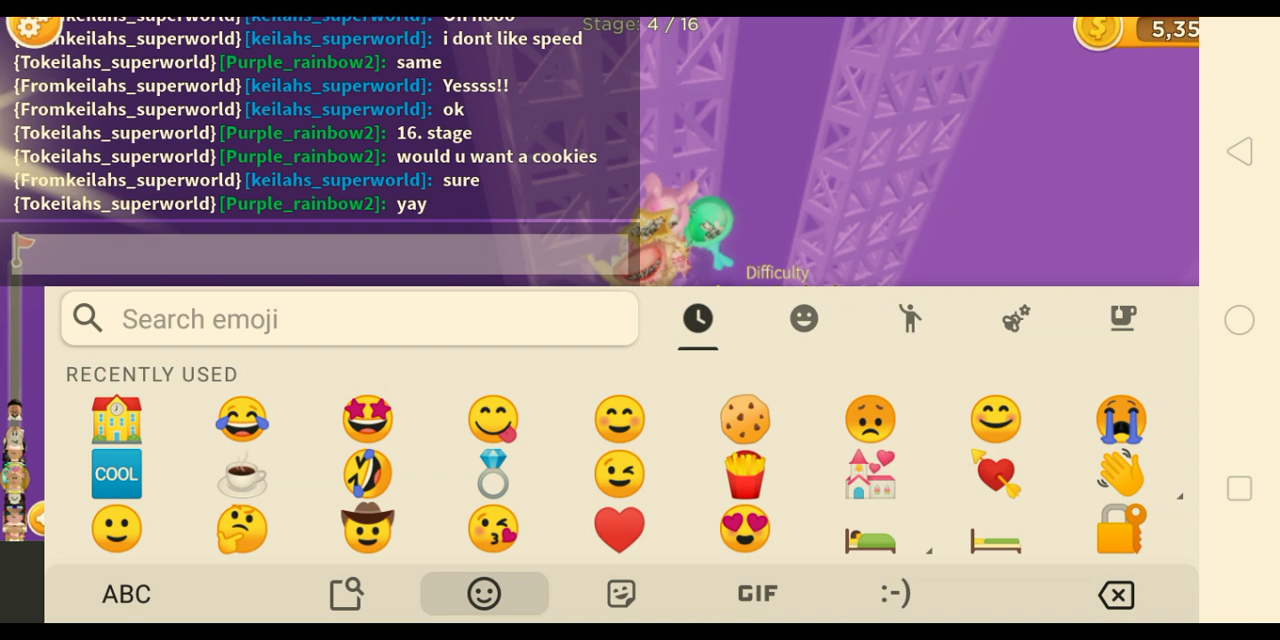 Stage: 4 / 16
5,35
{Fromkeilahs_superworld}[keilahs_superworld]: i dont like speed
{Tokeilahs_superworld}[Purple_rainbow2]: same
{Fromkeilahs_superworld}[keilahs_superworld]: Yessss!!
{Fromkeilahs_superworld}[keilahs_superworld]: ok
{Tokeilahs_superworld}[Purple_rainbow2]: 16. stage
{Tokeilahs_superworld}[Purple_rainbow2]: would u want a cookies
{Fromkeilahs_superworld}[keilahs_superworld]: sure
{Tokeilahs_superworld}[Purple_rainbow2]: yay
Difficulty
Search emoji
RECENTLY USED
COOL
ABC
GIF
:-)